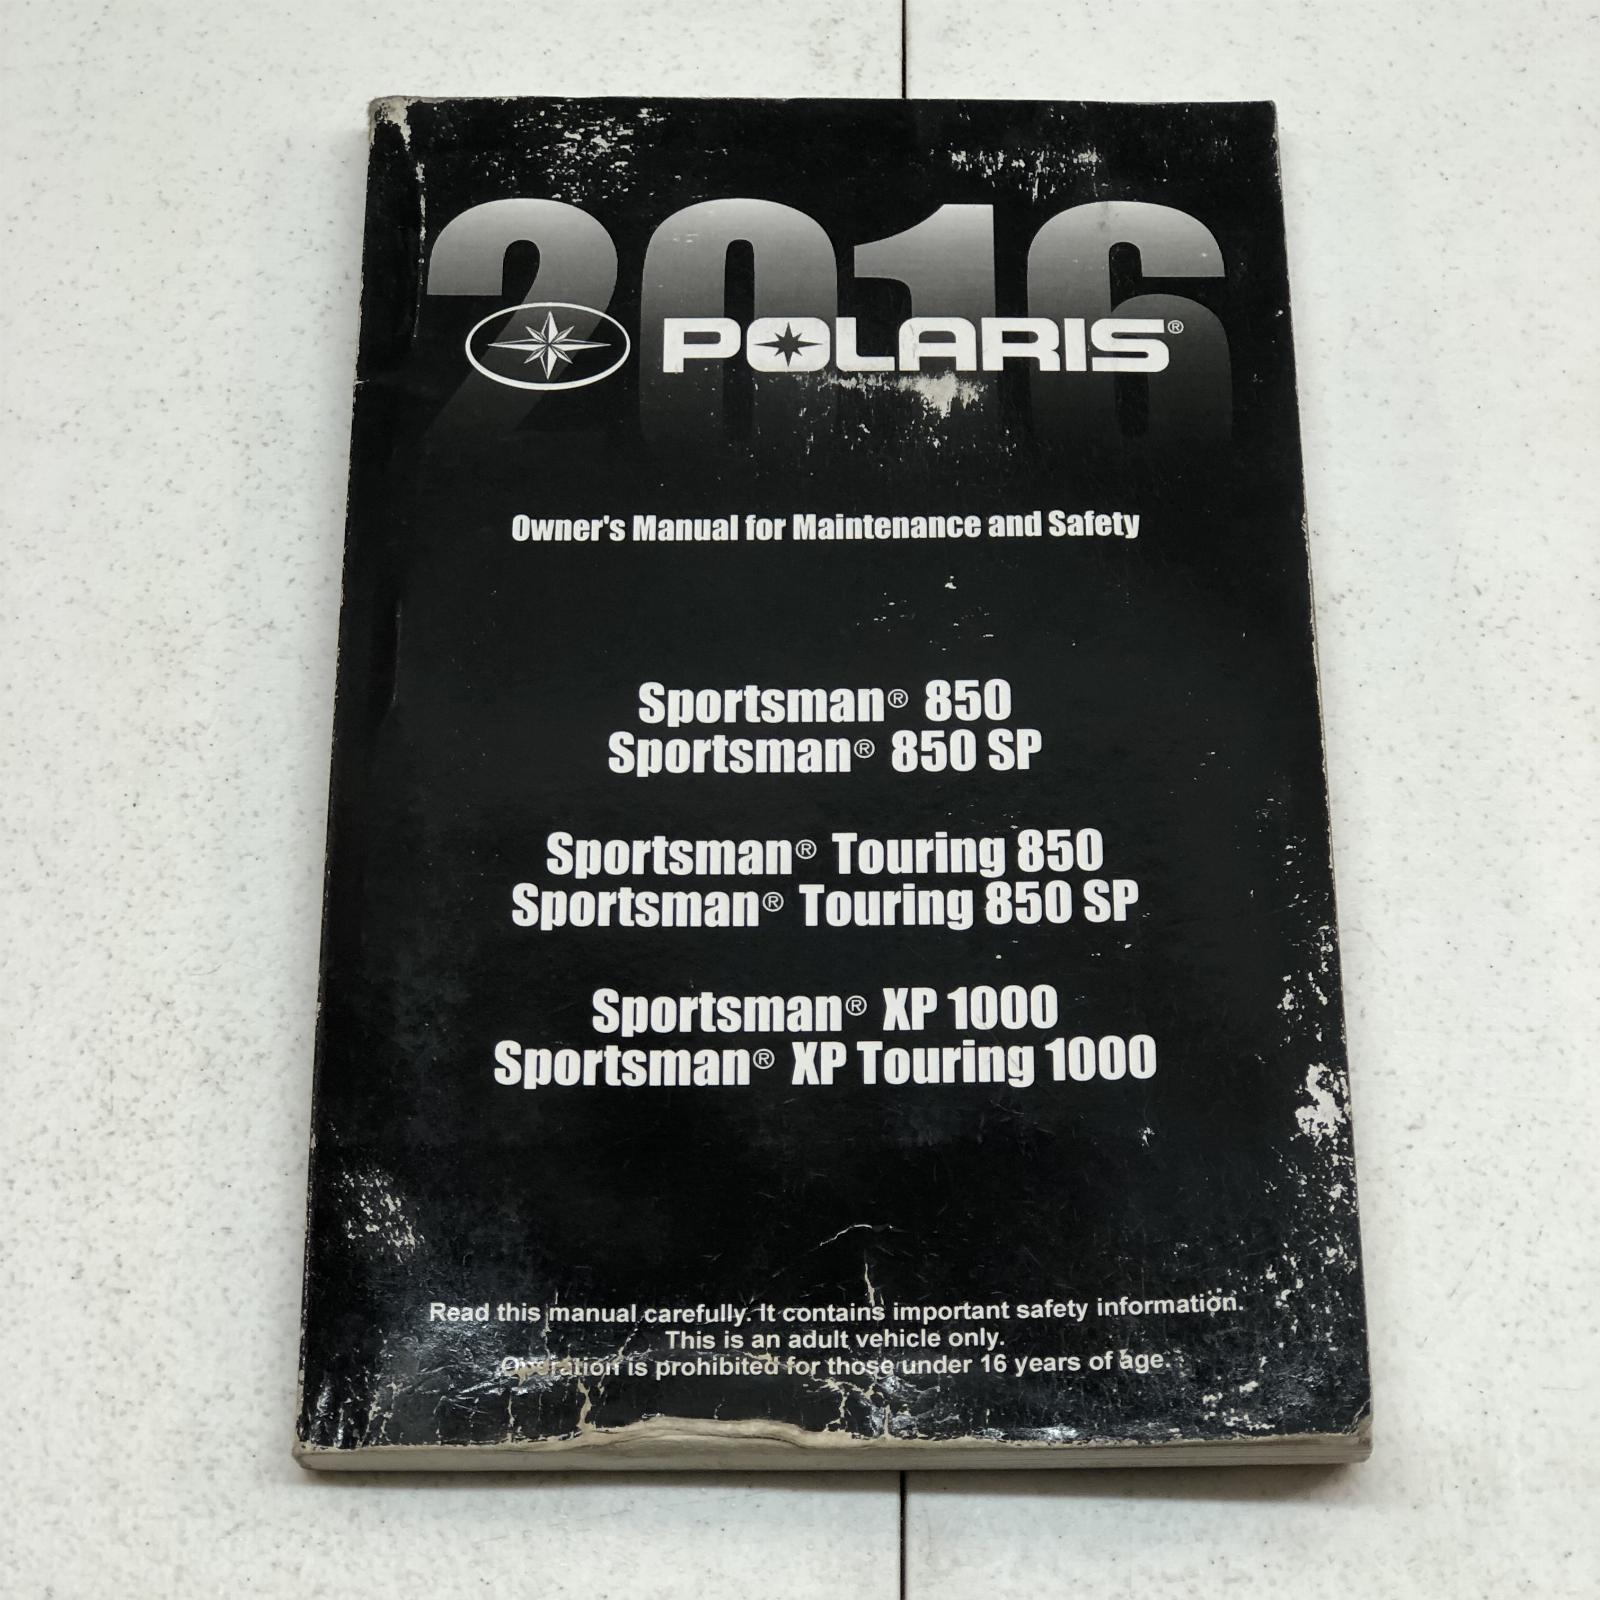 2016
POLARIS®
Owner's Manual for Maintenance and Safety
Sportsman® 850
Sportsman® 850 SP
Sportsman® Touring 850
Sportsman® Touring 850 SP
Sportsman® XP 1000
Sportsman® XP Touring 1000
Read this manual carefully. It contains important safety information.
This is an adult vehicle only.
Operation is prohibited for those under 16 years of age.